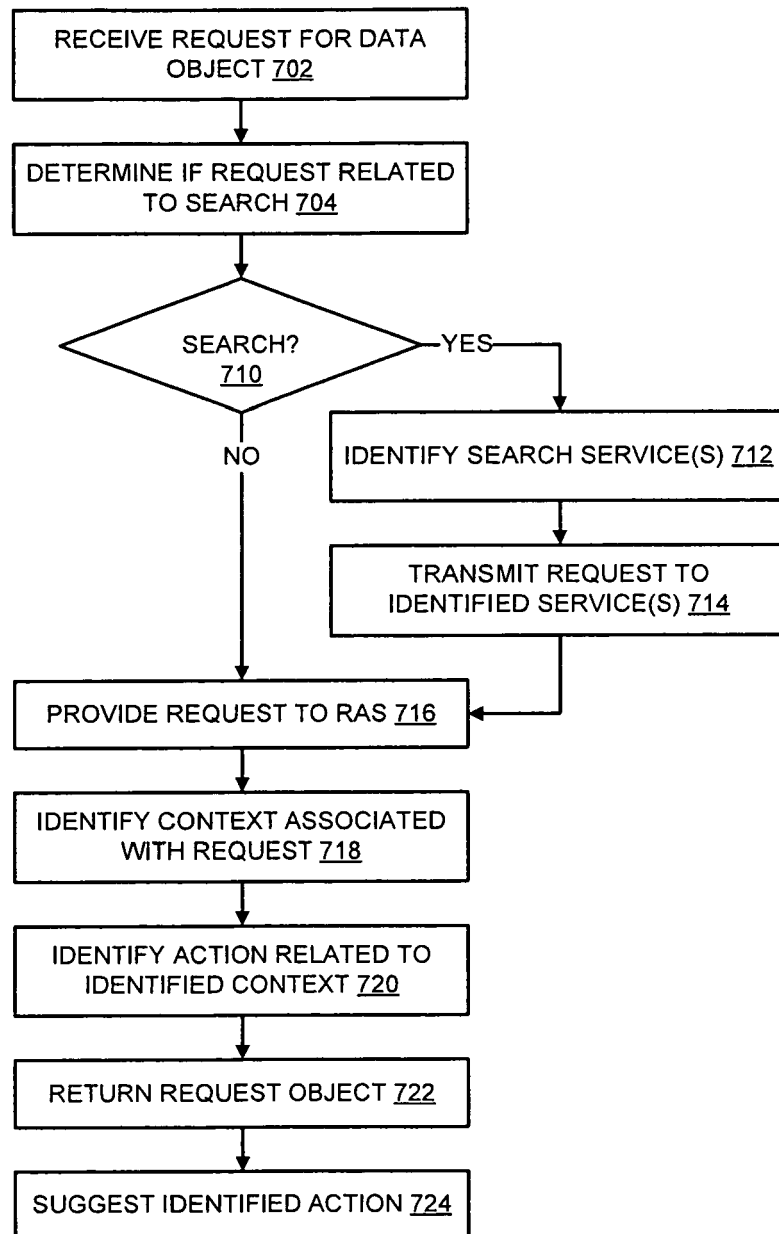 RECEIVE REQUEST FOR DATA
OBJECT 702
DETERMINE IF REQUEST RELATED
TO SEARCH 704
SEARCH?
710
YES
NO
IDENTIFY SEARCH SERVICE(S) 712
TRANSMIT REQUEST TO
IDENTIFIED SERVICE(S) 714
PROVIDE REQUEST TO RAS 716
IDENTIFY CONTEXT ASSOCIATED
WITH REQUEST 718
IDENTIFY ACTION RELATED TO
IDENTIFIED CONTEXT 720
RETURN REQUEST OBJECT 722
SUGGEST IDENTIFIED ACTION 724